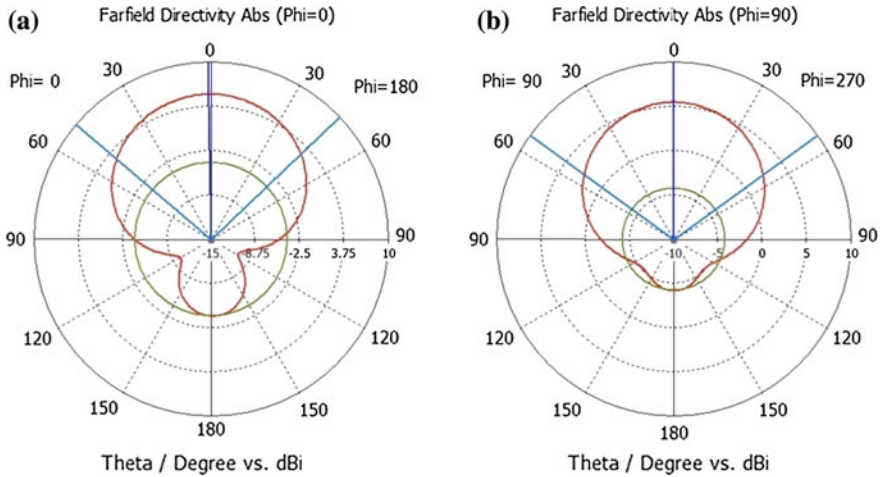 (a) Farfield Directivity Abs (Phi=0)
0
30 30
Phi= 0 Phi=180
60 60
90 90
-15 -8.75 -2.5 3.75 10
120 120
150 150
180
Theta / Degree vs. dBi
(b) Farfield Directivity Abs (Phi=90)
0
30 30
Phi= 90 Phi=270
60 60
90 90
-10 -5 0 5 10
120 120
150 150
180
Theta / Degree vs. dBi